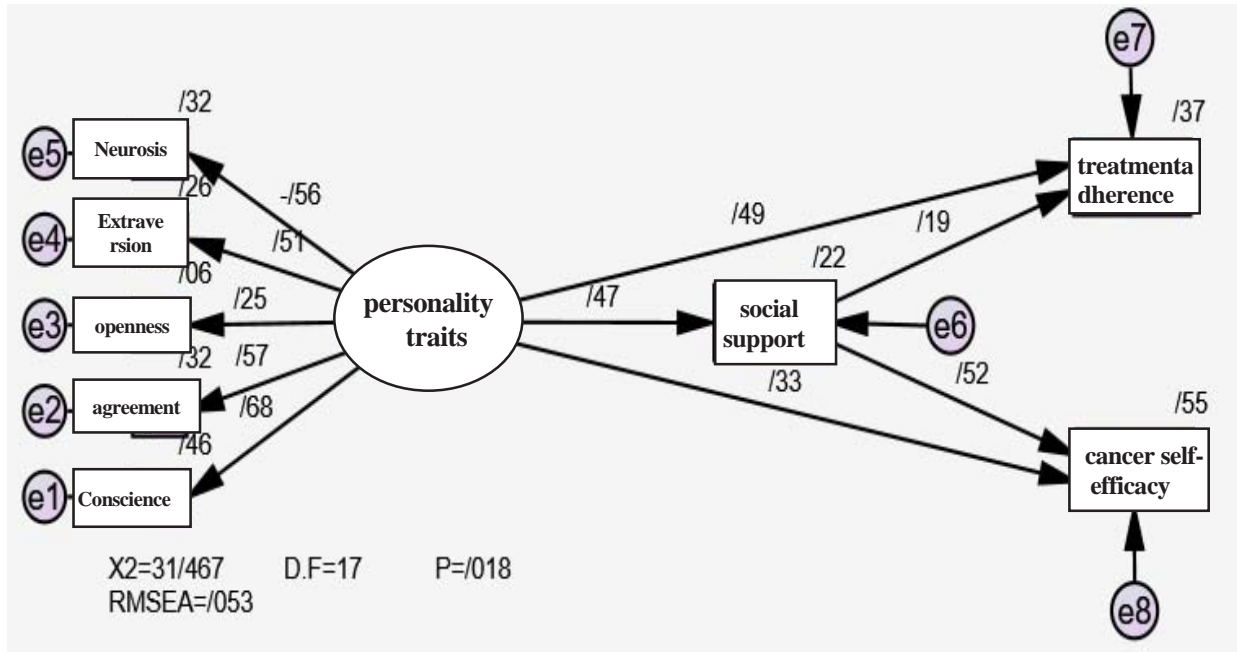 e7
/37
treatmenta
dherence
/32
e5
Neurosis
-/56
/26
e4
Extrave
rsion
/51
/06
/25
e3
openness
/32
/57
e2
agreement
/68
/46
e1
Conscience
personality
traits
/49
/19
/47
/22
social
support
e6
/33
/52
/55
cancer self-
efficacy
e8
X2=31/467 D.F=17 P=/018
RMSEA=/053